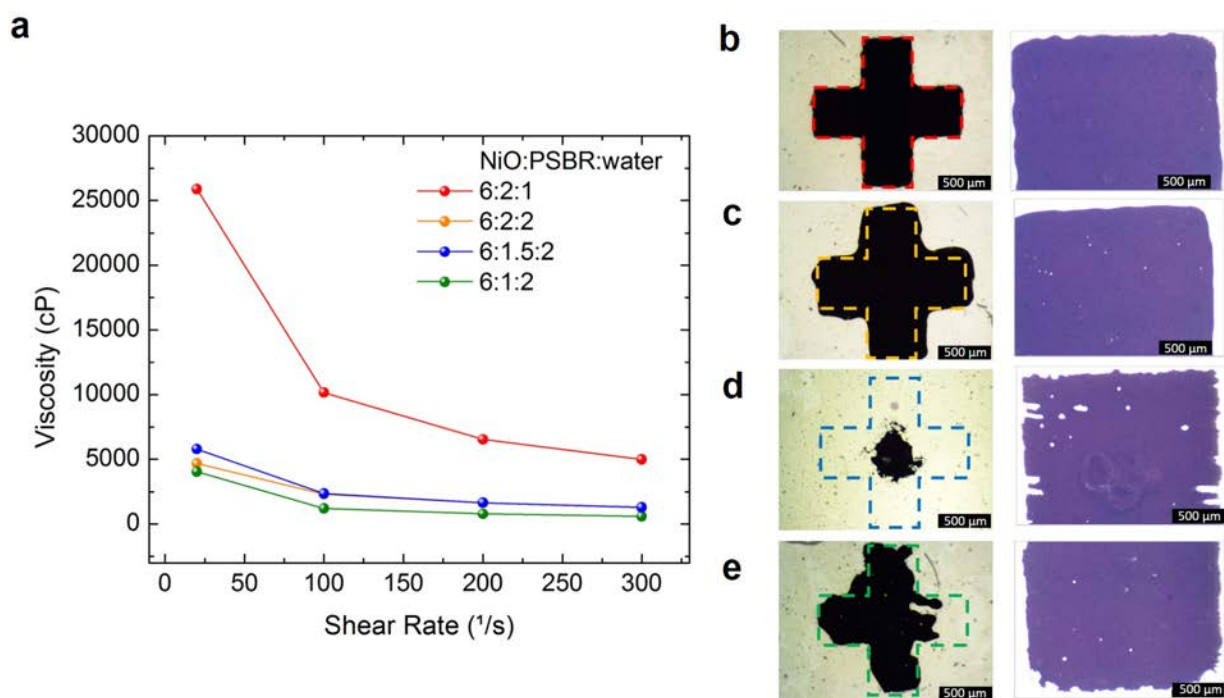 a
30000
25000
20000
15000
10000
5000
0
Viscosity (cP)
NiO:PSBR:water
6:2:1
6:2:2
6:1.5:2
6:1:2
0 50 100 150 200 250 300
Shear Rate (¹/s)
b
500 µm
500 µm
c
500 µm
500 µm
d
500 µm
500 µm
e
500 µm
500 µm